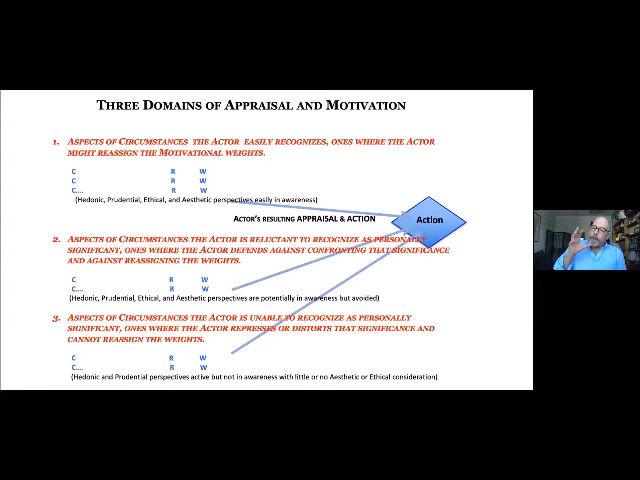 THREE DOMAINS OF APPRAISAL AND MOTIVATION
1. ASPECTS OF CIRCUMSTANCES THE ACTOR EASILY RECOGNIZES, ONES WHERE THE ACTOR
MIGHT REASSIGN THE MOTIVATIONAL WEIGHTS.
C R W
C R W
C.... R W
(Hedonic, Prudential, Ethical, and Aesthetic perspectives easily in awareness)
ACTOR'S RESULTING APPRAISAL & ACTION
Action
2. ASPECTS OF CIRCUMSTANCES THE ACTOR IS RELUCTANT TO RECOGNIZE AS PERSONALLY
SIGNIFICANT, ONES WHERE THE ACTOR DEFENDS AGAINST CONFRONTING THAT SIGNIFICANCE
AND AGAINST REASSIGNING THE WEIGHTS.
C R W
C.... R W
(Hedonic, Prudential, Ethical, and Aesthetic perspectives are potentially in awareness but avoided)
3. ASPECTS OF CIRCUMSTANCES THE ACTOR IS UNABLE TO RECOGNIZE AS PERSONALLY
SIGNIFICANT, ONES WHERE THE ACTOR REPRESSES OR DISTORTS THAT SIGNIFICANCE AND
CANNOT REASSIGN THE WEIGHTS.
C R W
C.... R W
(Hedonic and Prudential perspectives active but not in awareness with little or no Aesthetic or Ethical consideration)